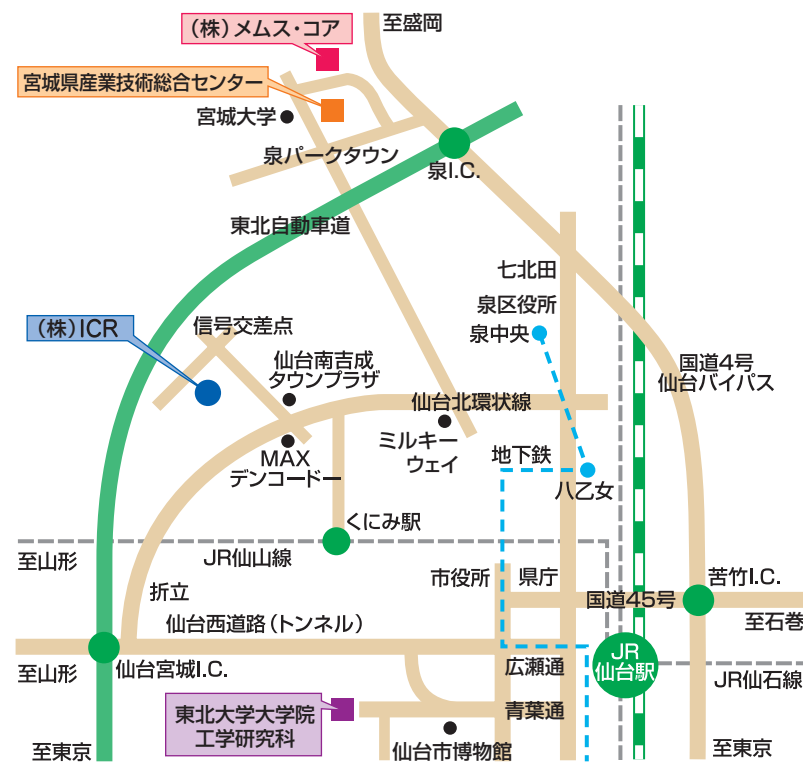 (株)メムス・コア
至盛岡
宮城県産業技術総合センター
宮城大学
泉パークタウン
泉I.C.
東北自動車道
七北田
泉区役所
泉中央
(株)ICR
信号交差点
仙台南吉成
タウンプラザ
国道4号
仙台バイパス
仙台北環状線
ミルキー
ウェイ
MAX
デンコードー
地下鉄
八乙女
くにみ駅
至山形
JR仙山線
折立
市役所
県庁
国道45号
苦竹I.C.
至石巻
仙台西道路(トンネル)
至山形
仙台宮城I.C.
広瀬通
JR
仙台駅
JR仙石線
東北大学大学院
工学研究科
青葉通
仙台市博物館
至東京
至東京